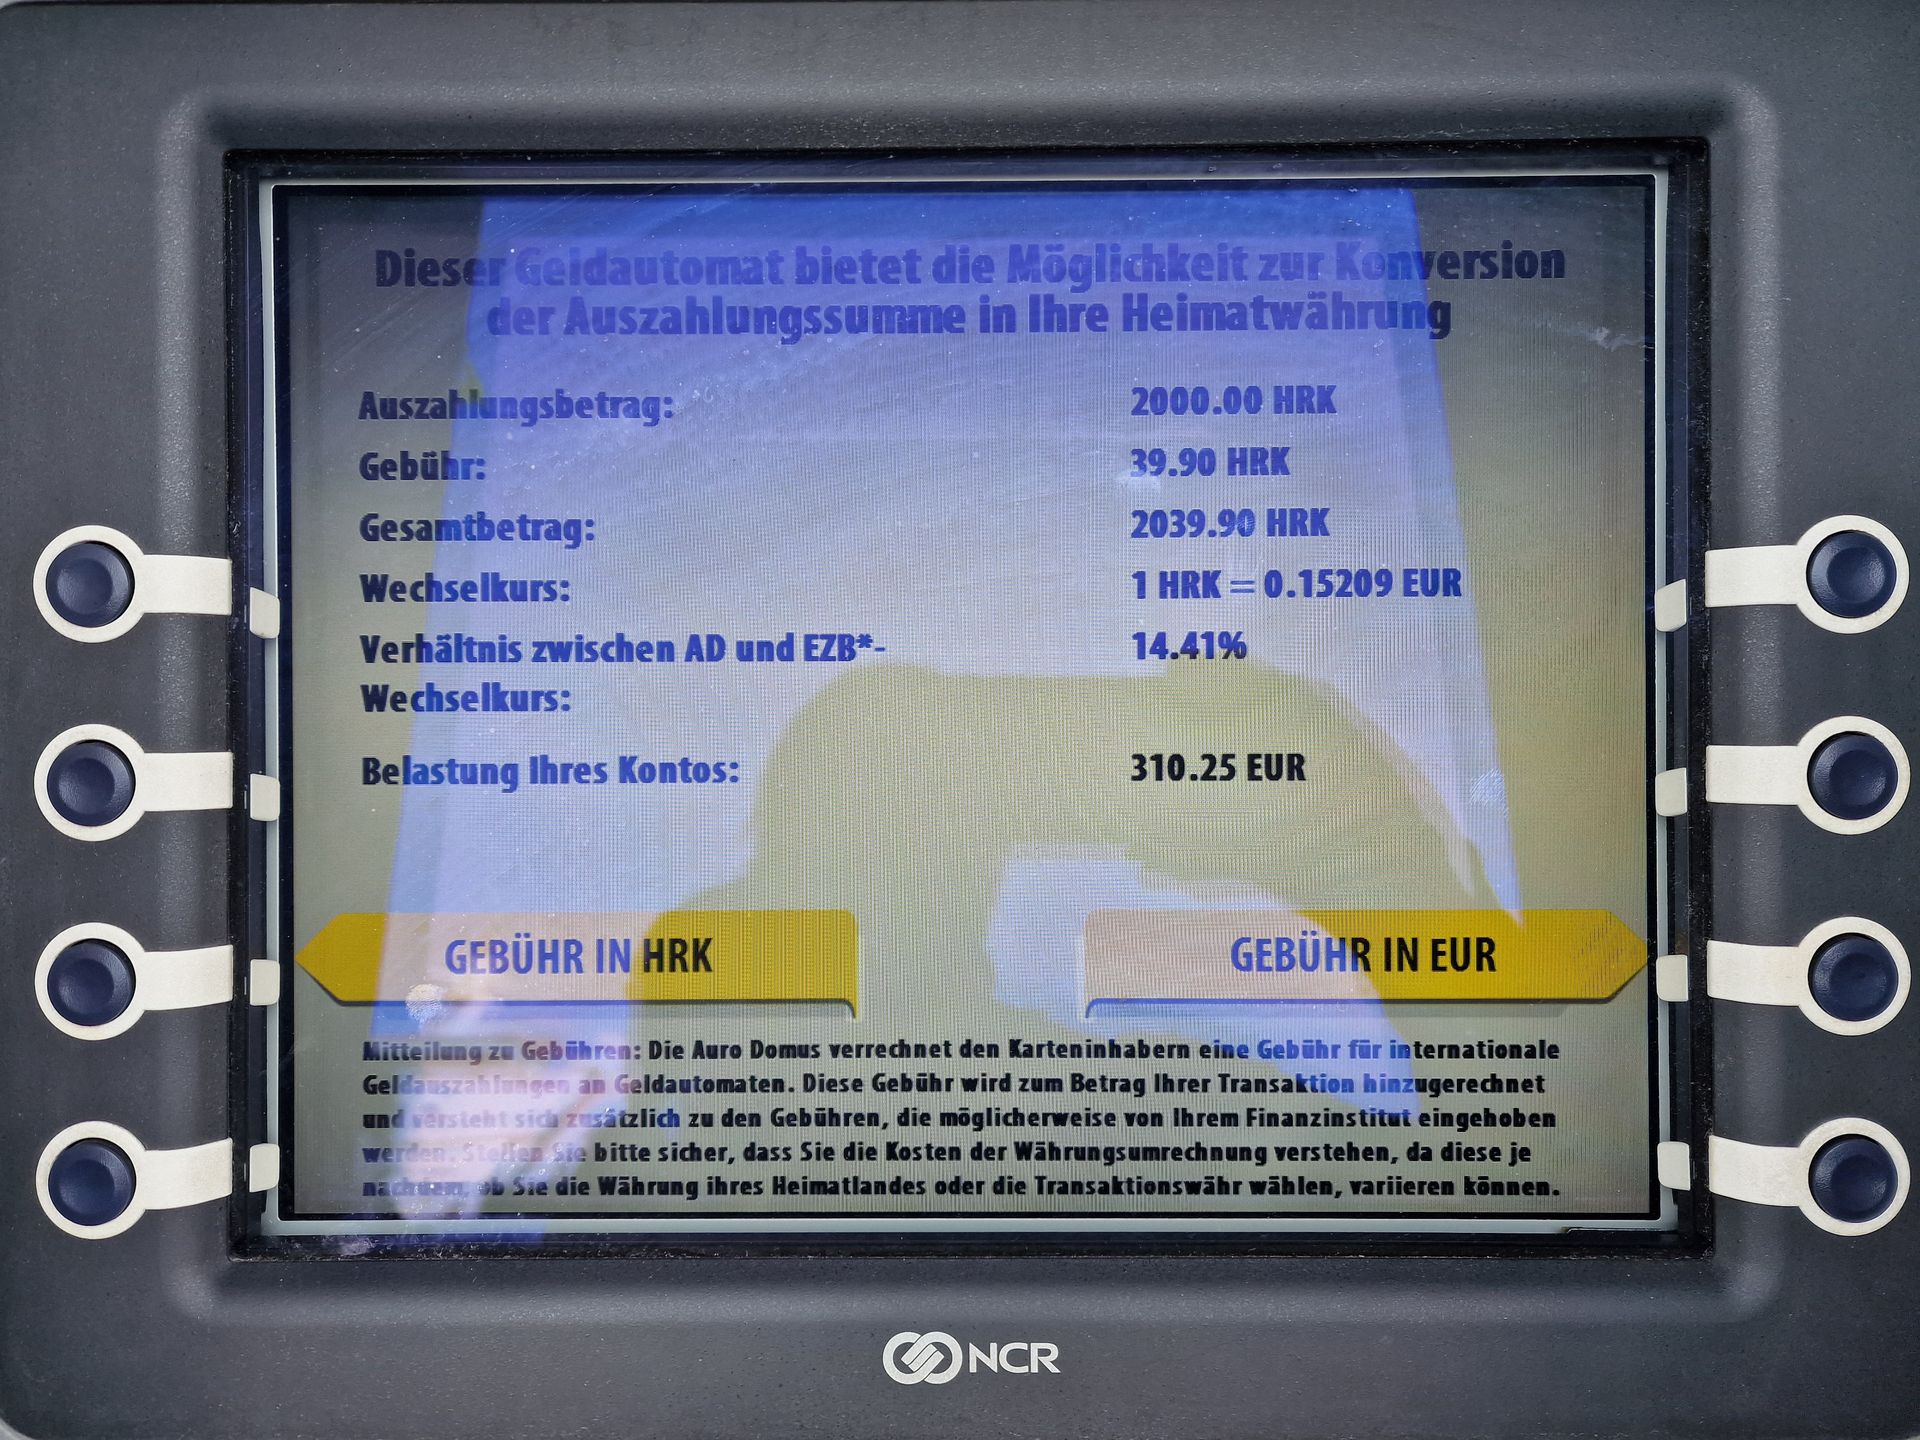 Dieser Geldautomat bietet die Möglichkeit zur Konversion
der Auszahlungssumme in Ihre Heimatwährung
Auszahlungsbetrag: 2000.00 HRK
Gebühr: 39.90 HRK
Gesamtbetrag: 2039.90 HRK
Wechselkurs: 1 HRK = 0.15209 EUR
Verhältnis zwischen AD und EZB*- 14.41%
Wechselkurs:
Belastung Ihres Kontos: 310.25 EUR
GEBÜHR IN HRK GEBÜHR IN EUR
Mitteilung zu Gebühren: Die Auro Domus verrechnet den Karteninhabern eine Gebühr für internationale
Geldauszahlungen an Geldautomaten. Diese Gebühr wird zum Betrag Ihrer Transaktion hinzugerechnet
und versteht sich zusätzlich zu den Gebühren, die möglicherweise von Ihrem Finanzinstitut eingehoben
werden. Stellen Sie bitte sicher, dass Sie die Kosten der Währungsumrechnung verstehen, da diese je
nachdem, ob Sie die Währung ihres Heimatlandes oder die Transaktionswähr wählen, variieren können.
NCR